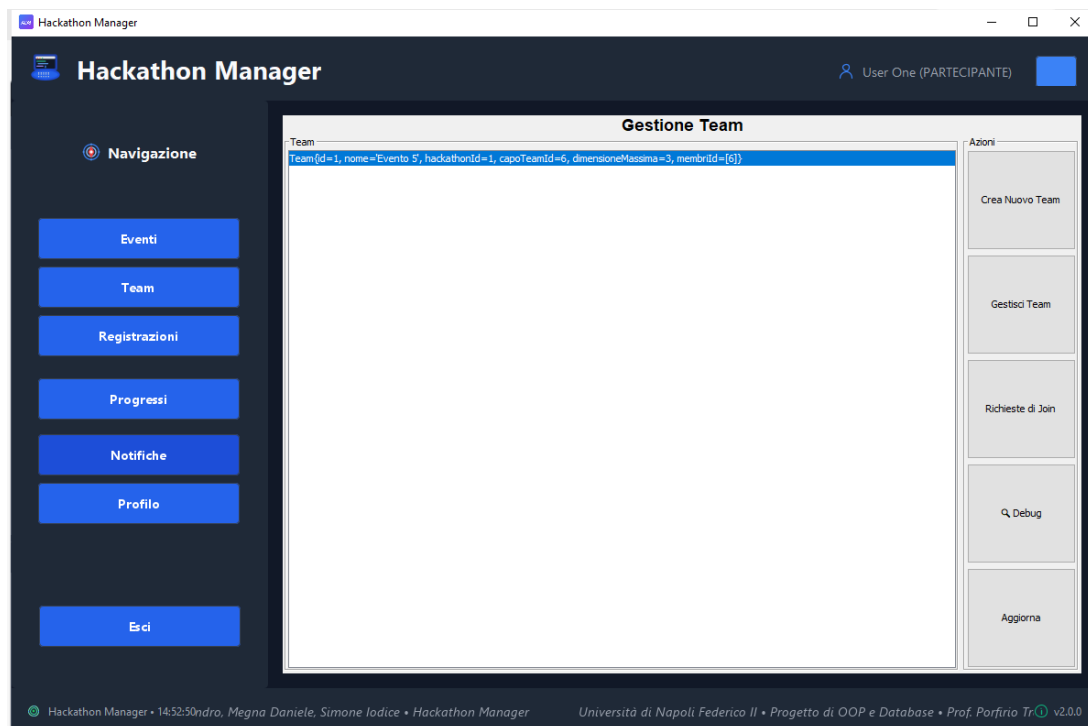 Hackathon Manager
Hackathon Manager
User One (PARTECIPANTE)
Navigazione
Eventi
Team
Registrazioni
Progressi
Notifiche
Profilo
Esci
Gestione Team
Team
Team{id=1, nome='Evento 5', hackathonId=1, capoTeamId=6, dimensioneMassima=3, membriId=[6]}
Azioni
Crea Nuovo Team
Gestisci Team
Richieste di Join
Debug
Aggiorna
Hackathon Manager • 14:52:50ndro, Megna Daniele, Simone Iodice • Hackathon Manager
Università di Napoli Federico II • Progetto di OOP e Database • Prof. Porfirio Tr
v2.0.0